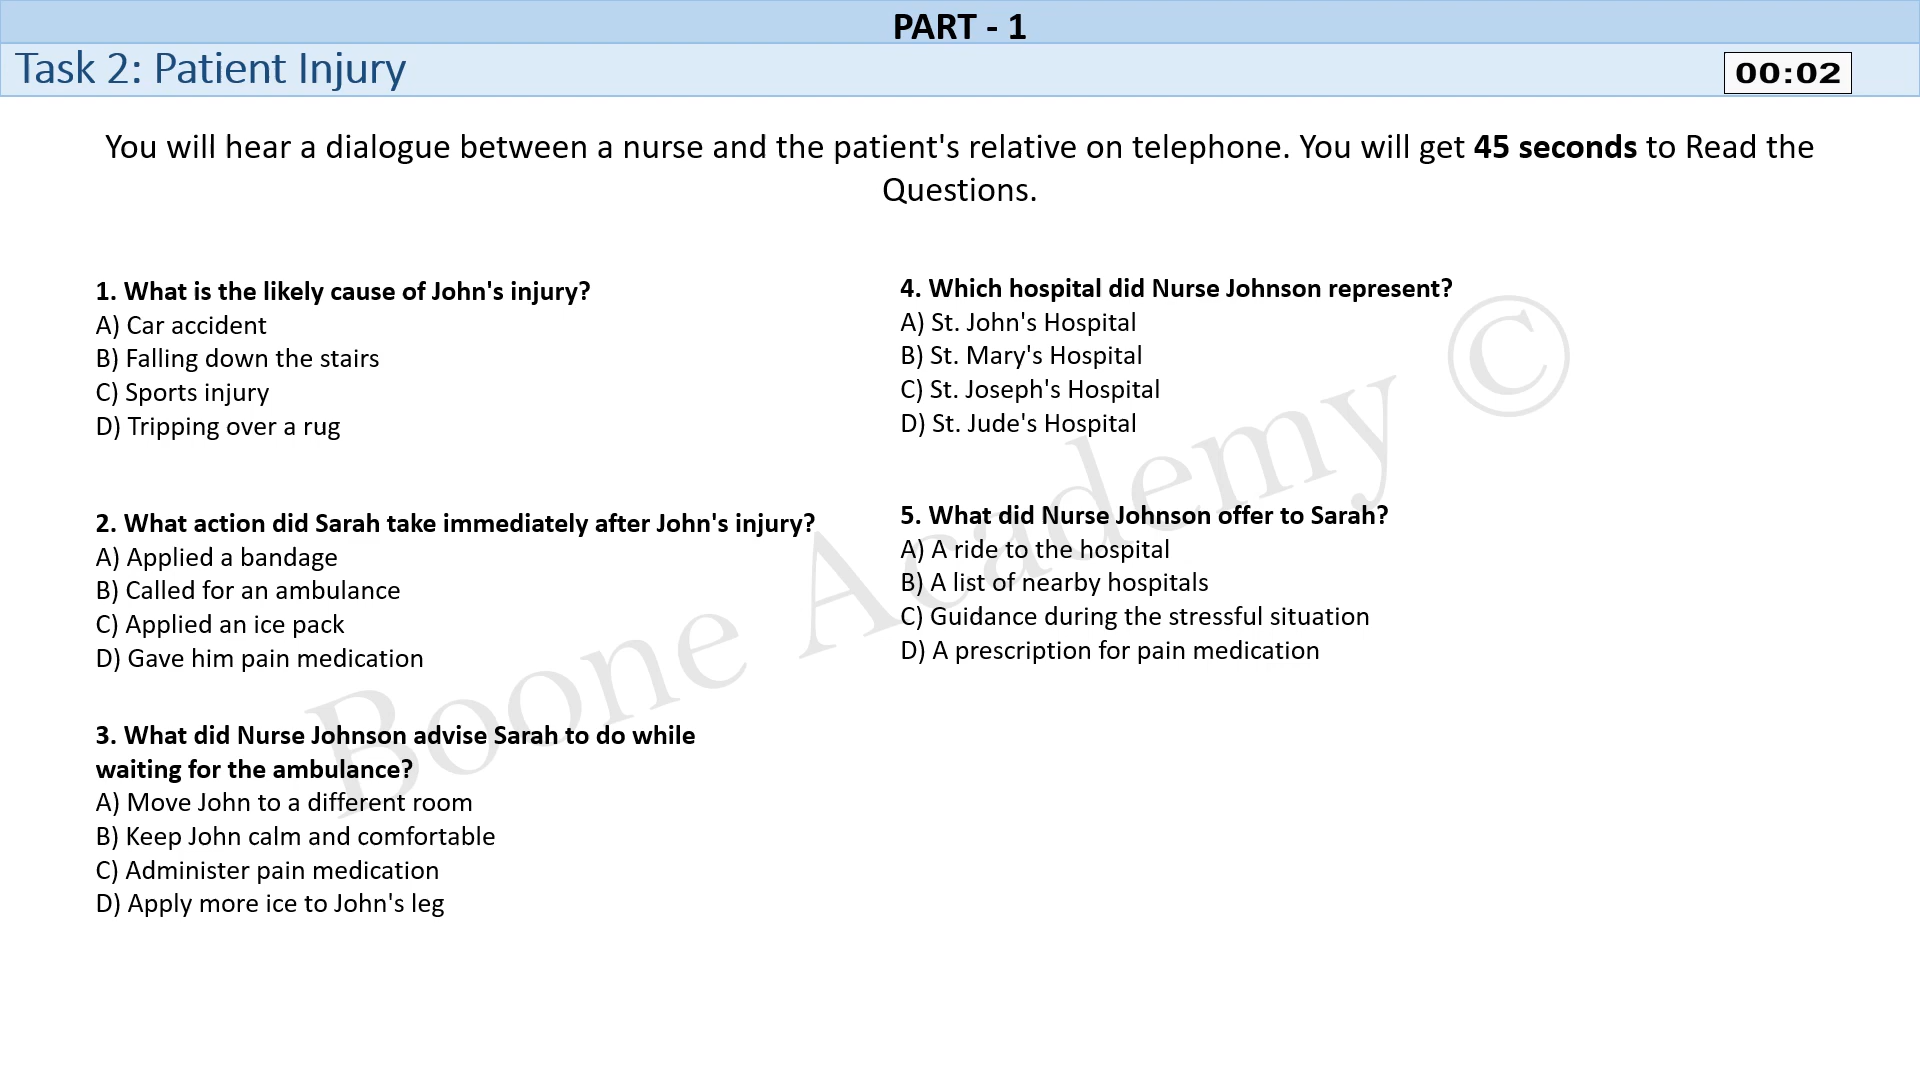 PART - 1
Task 2: Patient Injury
00:02
You will hear a dialogue between a nurse and the patient's relative on telephone. You will get 45 seconds to Read the
Questions.
1. What is the likely cause of John's injury?
A) Car accident
B) Falling down the stairs
C) Sports injury
D) Tripping over a rug
2. What action did Sarah take immediately after John's injury?
A) Applied a bandage
B) Called for an ambulance
C) Applied an ice pack
D) Gave him pain medication
3. What did Nurse Johnson advise Sarah to do while
waiting for the ambulance?
A) Move John to a different room
B) Keep John calm and comfortable
C) Administer pain medication
D) Apply more ice to John's leg
4. Which hospital did Nurse Johnson represent?
A) St. John's Hospital
B) St. Mary's Hospital
C) St. Joseph's Hospital
D) St. Jude's Hospital
5. What did Nurse Johnson offer to Sarah?
A) A ride to the hospital
B) A list of nearby hospitals
C) Guidance during the stressful situation
D) A prescription for pain medication
Boone Academy ©